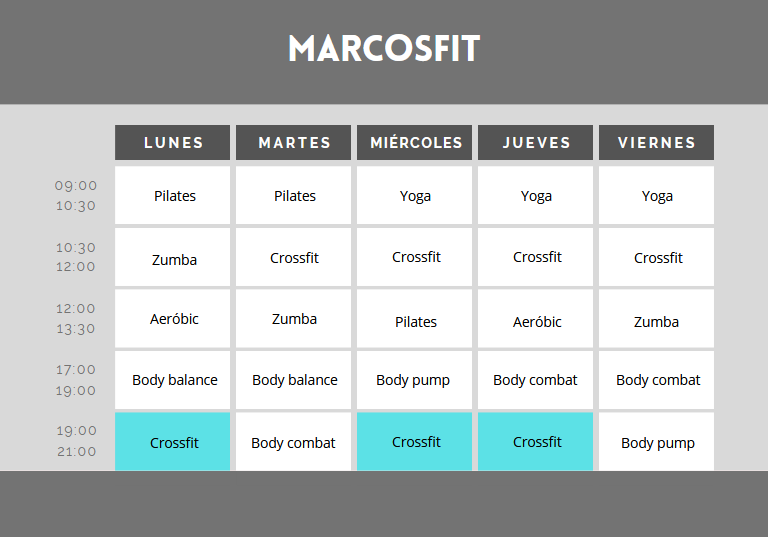 MARCOSFIT
LUNES MARTES MIÉRCOLES JUEVES VIERNES
09:00
10:30
Pilates Pilates Yoga Yoga Yoga
10:30
12:00
Zumba Crossfit Crossfit Crossfit Crossfit
12:00
13:30
Aeróbic Zumba Pilates Aeróbic Zumba
17:00
19:00
Body balance Body balance Body pump Body combat Body combat
19:00
21:00
Crossfit Body combat Crossfit Crossfit Body pump